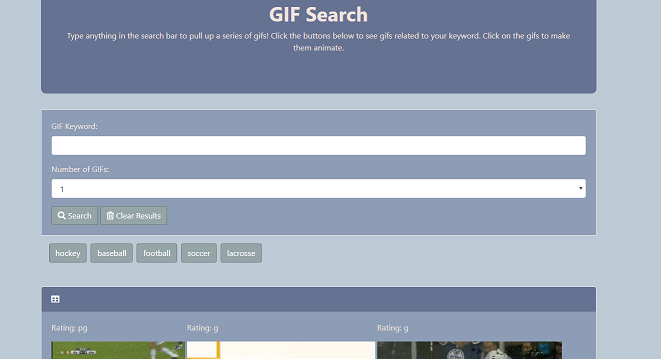 GIF Search
Type anything in the search bar to pull up a series of gifs! Click the buttons below to see gifs related to your keyword. Click on the gifs to make
them animate.
GIF Keyword:
Number of GIFs:
1
Search Clear Results
hockey baseball football soccer lacrosse
Rating: pg Rating: g Rating: g